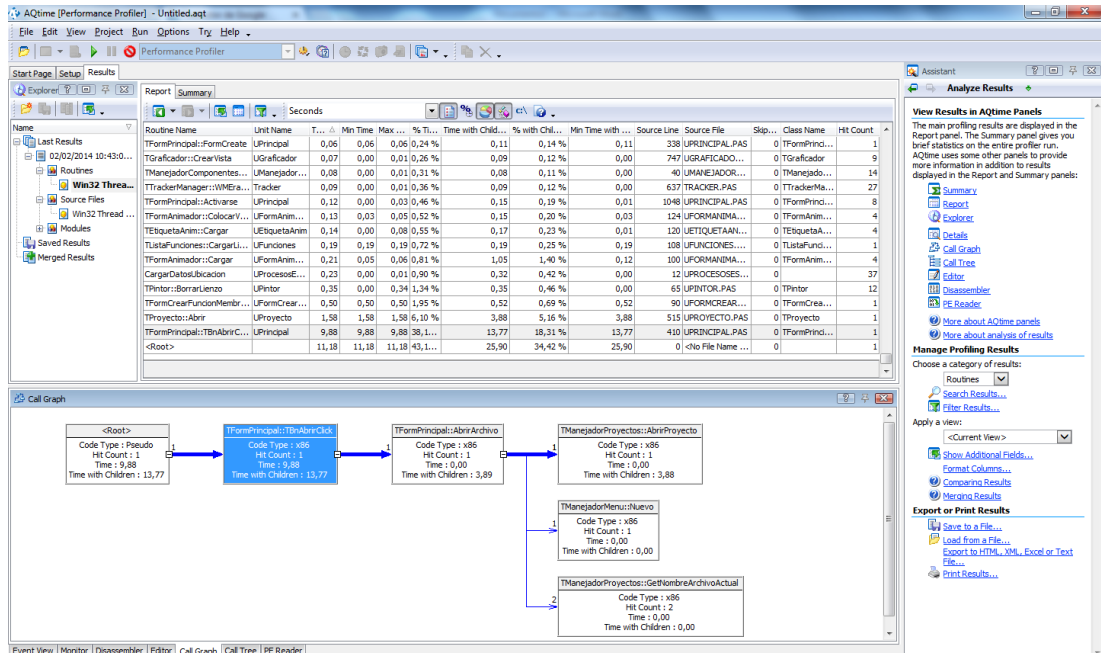 AQtime [Performance Profiler] - Untitled.aqt
File Edit View Project Run Options Try Help
Performance Profiler
Start Page Setup Results
Explorer
Name
Last Results
02/02/2014 10:43:0...
Routines
Win32 Threa...
Source Files
Win32 Thread ...
Modules
Saved Results
Merged Results
Report Summary
Seconds
Routine Name Unit Name T... Min Time Max ... % Ti... Time with Child... % with Chil... Min Time with ... Source Line Source File Skip... Class Name Hit Count
TFormPrincipal::FormCreate UPrincipal 0,06 0,06 0,06 0,24 % 0,11 0,14 % 0,11 338 UPRINCIPAL.PAS 0 TFormPrinci... 1
TGraficador::CrearVista UGraficador 0,07 0,00 0,01 0,26 % 0,09 0,12 % 0,00 747 UGRAFICADO... 0 TGraficador 9
TManejadorComponentes... UManejador... 0,08 0,00 0,01 0,31 % 0,08 0,11 % 0,00 40 UMANEJADOR... 0 TManejado... 14
TTrackerManager::WMEra... Tracker 0,09 0,00 0,01 0,36 % 0,09 0,12 % 0,00 637 TRACKER.PAS 0 TTrackerMa... 27
TFormPrincipal::Activarse UPrincipal 0,12 0,00 0,03 0,46 % 0,15 0,19 % 0,01 1048 UPRINCIPAL.PAS 0 TFormPrinci... 8
TFormAnimador::ColocarV... UFormAnim... 0,13 0,03 0,05 0,52 % 0,15 0,20 % 0,03 124 UFORMANIMA... 0 TFormAnim... 4
TEtiquetaAnim::Cargar UEtiquetaAnim 0,14 0,00 0,08 0,55 % 0,17 0,23 % 0,01 120 UETIQUETAAN... 0 TEtiquetaA... 4
TListaFunciones::CargarLi... UFunciones 0,19 0,19 0,19 0,72 % 0,19 0,25 % 0,19 108 UFUNCIONES.... 0 TListaFunci... 1
TFormAnimador::Cargar UFormAnim... 0,21 0,05 0,06 0,81 % 1,05 1,40 % 0,12 100 UFORMANIMA... 0 TFormAnim... 4
CargarDatosUbicacion UProcesosE... 0,23 0,00 0,01 0,90 % 0,32 0,42 % 0,00 12 UPROCESOSES... 0 37
TPintor::BorrarLienzo UPintor 0,35 0,00 0,34 1,34 % 0,35 0,46 % 0,00 65 UPINTOR.PAS 0 TPintor 12
TFormCrearFuncionMembr... UFormCrear... 0,50 0,50 0,50 1,95 % 0,52 0,69 % 0,52 90 UFORMCREAR... 0 TFormCrea... 1
TProyecto::Abrir UProyecto 1,58 1,58 1,58 6,10 % 3,88 5,16 % 3,88 515 UPROYECTO.PAS 0 TProyecto 1
TFormPrincipal::TBnAbrirC... UPrincipal 9,88 9,88 9,88 38,1... 13,77 18,31 % 13,77 410 UPRINCIPAL.PAS 0 TFormPrinci... 1
<Root> 11,18 11,18 11,18 43,1... 25,90 34,42 % 25,90 0 <No File Name ... 0 1
Call Graph
<Root>
Code Type : Pseudo
Hit Count : 1
Time : 9,88
Time with Children : 13,77
1
TFormPrincipal::TBnAbrirClick
Code Type : x86
Hit Count : 1
Time : 9,88
Time with Children : 13,77
1
TFormPrincipal::AbrirArchivo
Code Type : x86
Hit Count : 1
Time : 0,00
Time with Children : 3,89
1
TManejadorProyectos::AbrirProyecto
Code Type : x86
Hit Count : 1
Time : 0,00
Time with Children : 3,88
1
TManejadorMenu::Nuevo
Code Type : x86
Hit Count : 1
Time : 0,00
Time with Children : 0,00
2
TManejadorProyectos::GetNombreArchivoActual
Code Type : x86
Hit Count : 2
Time : 0,00
Time with Children : 0,00
Event View Monitor Disassembler Editor Call Graph Call Tree PE Reader
Assistant
Analyze Results
View Results in AQtime Panels
The main profiling results are displayed in the
Report panel. The Summary panel gives you
brief statistics on the entire profiler run.
AQtime uses some other panels to provide
more information in addition to results
displayed in the Report and Summary panels:
Summary
Report
Explorer
Details
Call Graph
Call Tree
Editor
Disassembler
PE Reader
More about AQtime panels
More about analysis of results
Manage Profiling Results
Choose a category of results:
Routines
Search Results...
Filter Results...
Apply a view:
<Current View>
Show Additional Fields...
Format Columns...
Comparing Results
Merging Results
Export or Print Results
Save to a File...
Load from a File...
Export to HTML, XML, Excel or Text
File...
Print Results...